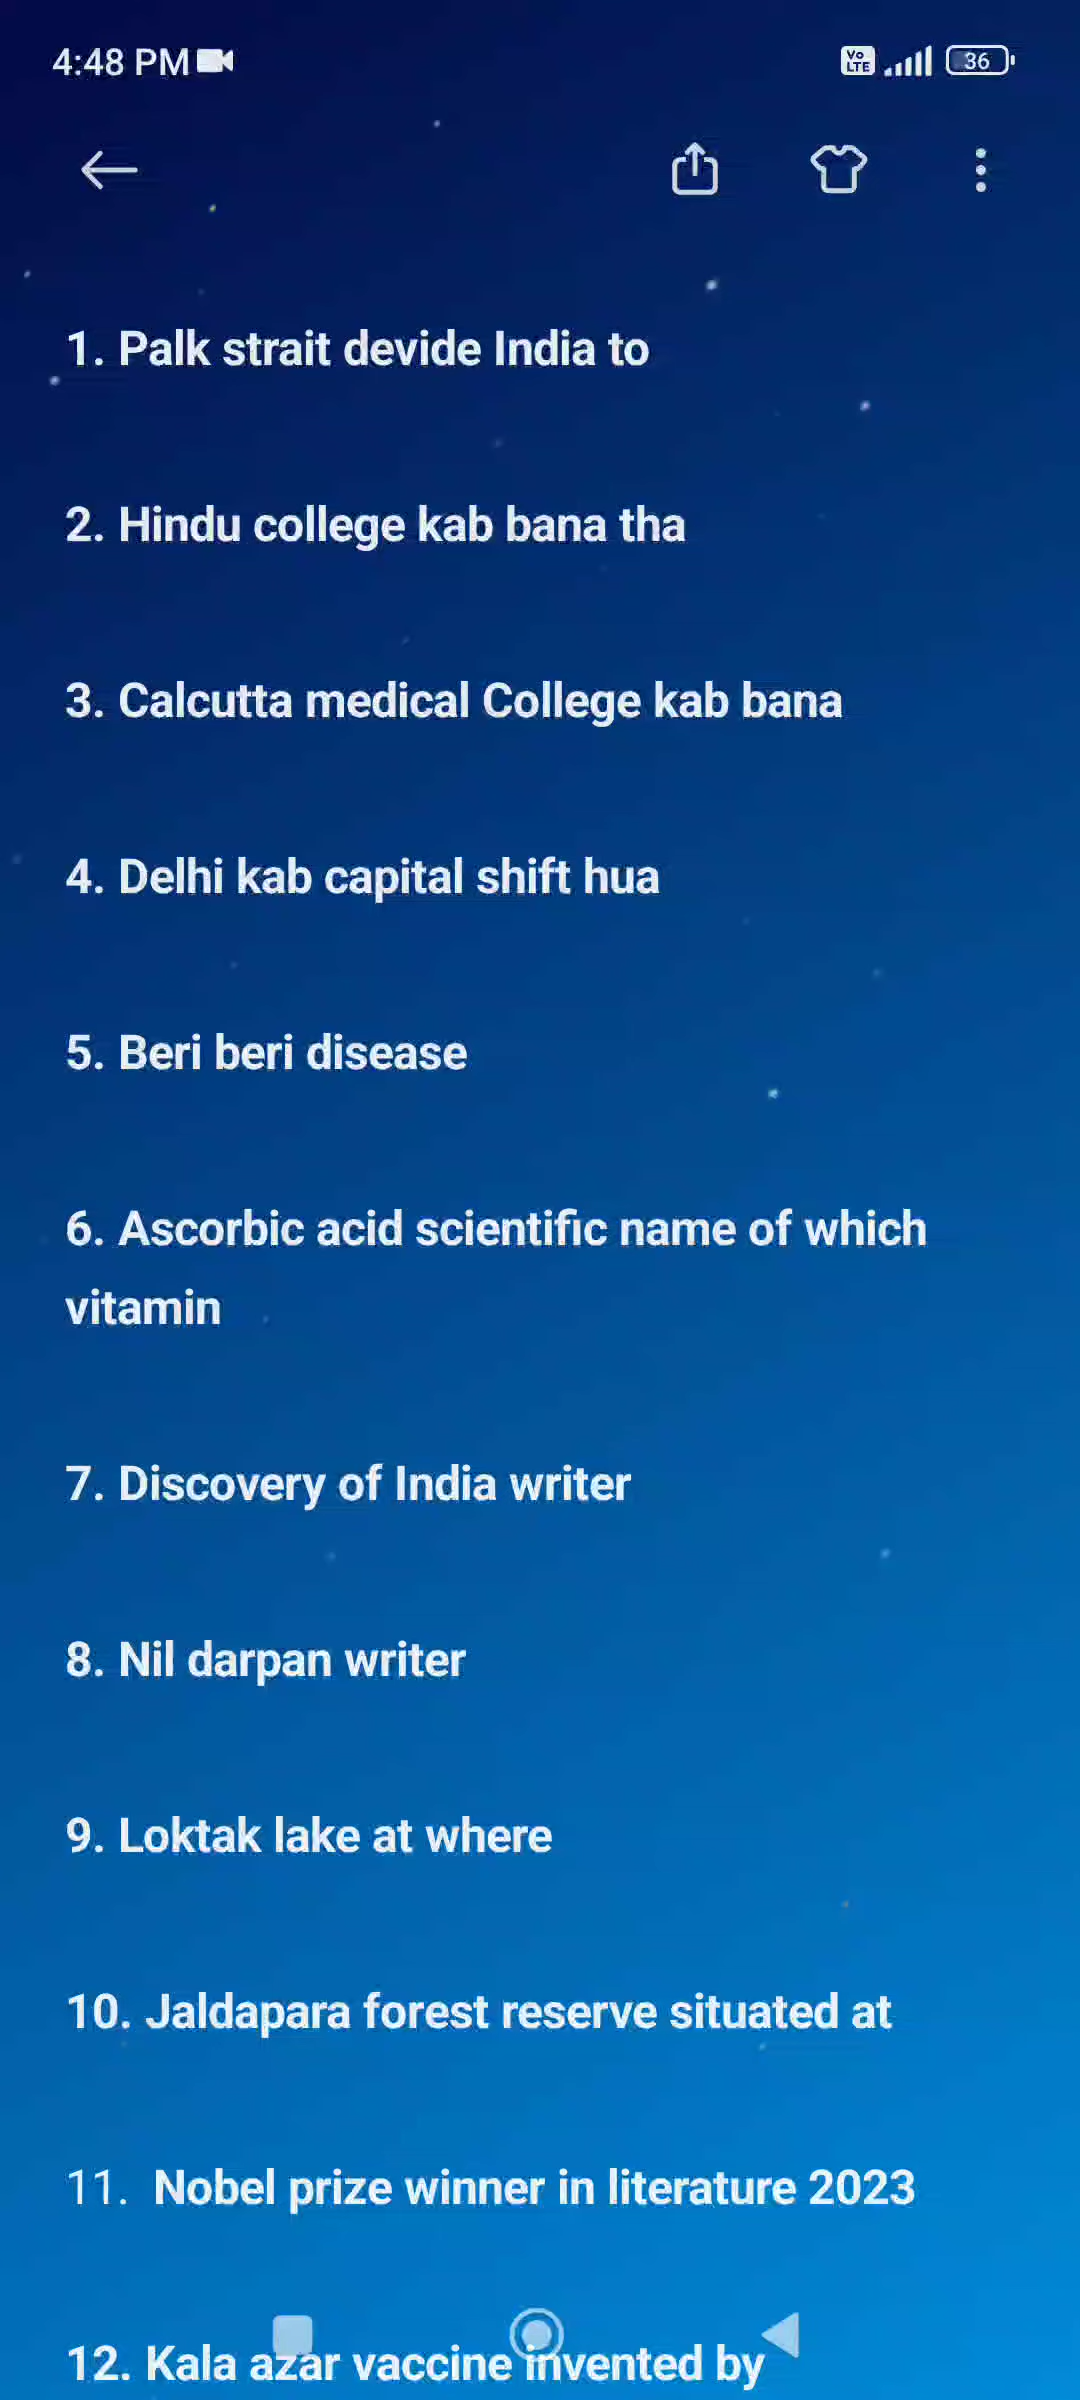 4:48 PM
Vo LTE
36
1. Palk strait devide India to
2. Hindu college kab bana tha
3. Calcutta medical College kab bana
4. Delhi kab capital shift hua
5. Beri beri disease
6. Ascorbic acid scientific name of which
vitamin
7. Discovery of India writer
8. Nil darpan writer
9. Loktak lake at where
10. Jaldapara forest reserve situated at
11. Nobel prize winner in literature 2023
12. Kala azar vaccine invented by